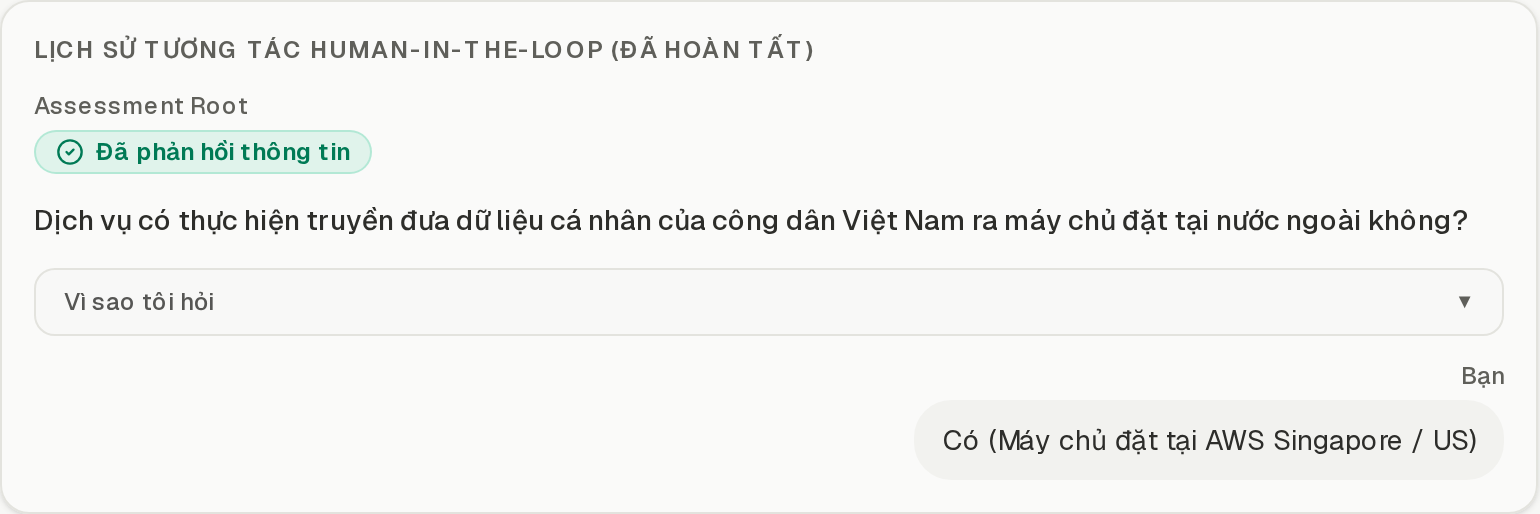 LỊCH SỬ TƯƠNG TÁC HUMAN-IN-THE-LOOP (ĐÃ HOÀN TẤT)
Assessment Root
Đã phản hồi thông tin
Dịch vụ có thực hiện truyền đưa dữ liệu cá nhân của công dân Việt Nam ra máy chủ đặt tại nước ngoài không?
Vì sao tôi hỏi ▼
Bạn
Có (Máy chủ đặt tại AWS Singapore / US)